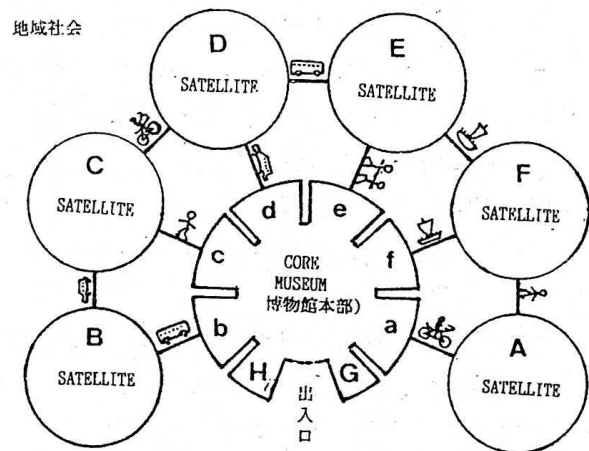 地域社会
D
SATELLITE
E
SATELLITE
C
SATELLITE
F
SATELLITE
d
e
c
f
CORE
MUSEUM
博物館本部)
b
a
B
SATELLITE
A
SATELLITE
H
G
出入口